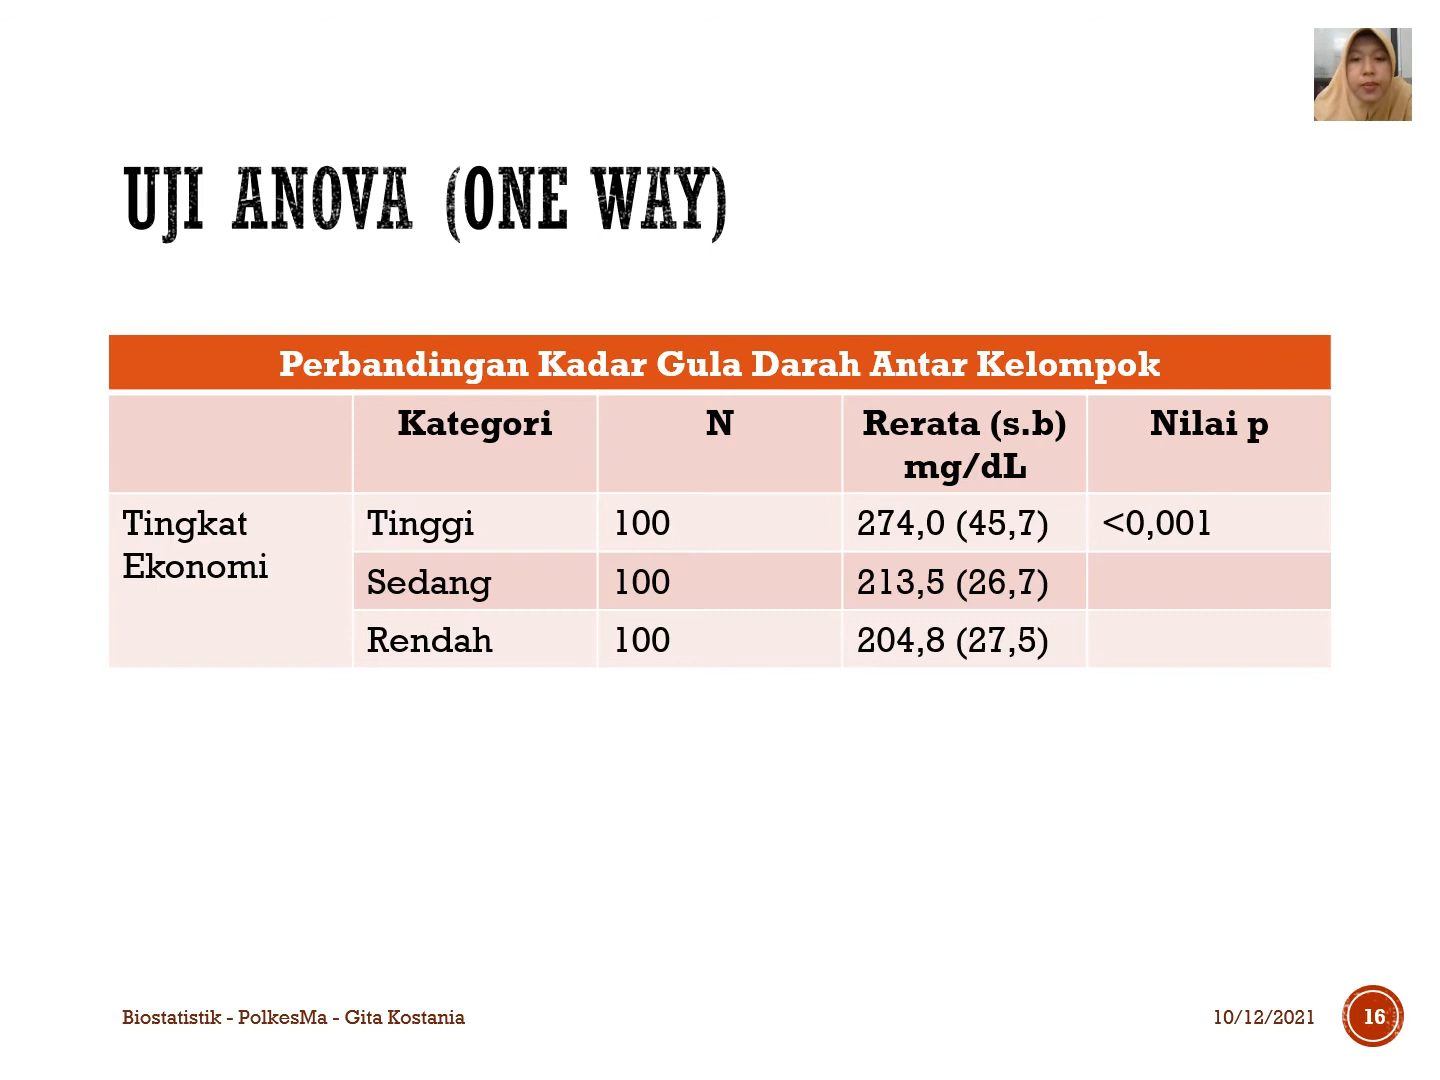 UJI ANOVA (ONE WAY)
Perbandingan Kadar Gula Darah Antar Kelompok
Kategori N Rerata (s.b) Nilai p
mg/dL
Tingkat Tinggi 100 274,0 (45,7) <0,001
Ekonomi
Sedang 100 213,5 (26,7)
Rendah 100 204,8 (27,5)
Biostatistik - PolkesMa - Gita Kostania 10/12/2021 16